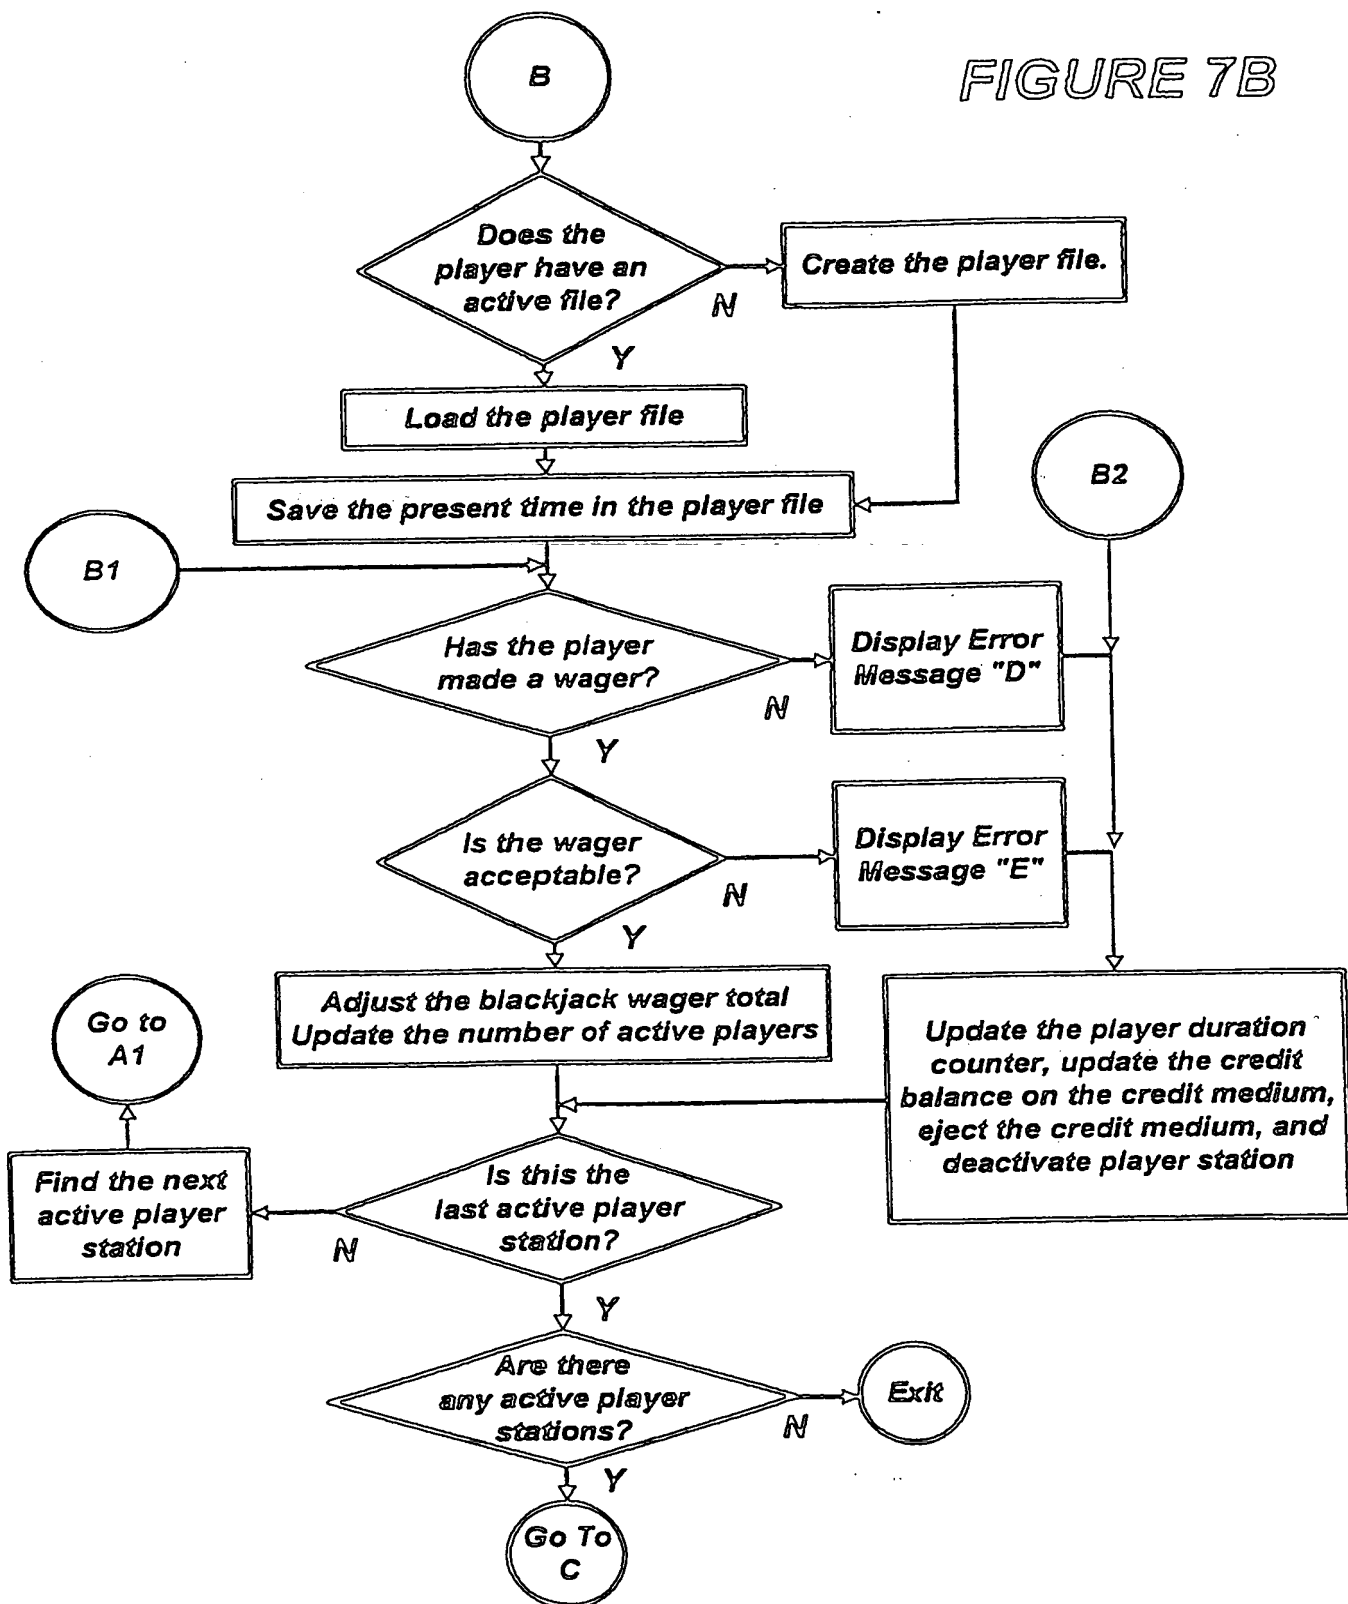 FIGURE 7B
B
Does the
player have an
active file?
N
Create the player file.
Y
Load the player file
B2
Save the present time in the player file
B1
Has the player
made a wager?
N
Display Error
Message "D"
Y
Is the wager
acceptable?
N
Display Error
Message "E"
Y
Adjust the blackjack wager total
Update the number of active players
Update the player duration
counter, update the credit
balance on the credit medium,
eject the credit medium, and
deactivate player station
Go to
A1
Find the next
active player
station
Is this the
last active player
station?
N
Y
Are there
any active player
stations?
N
Exit
Y
Go To
C